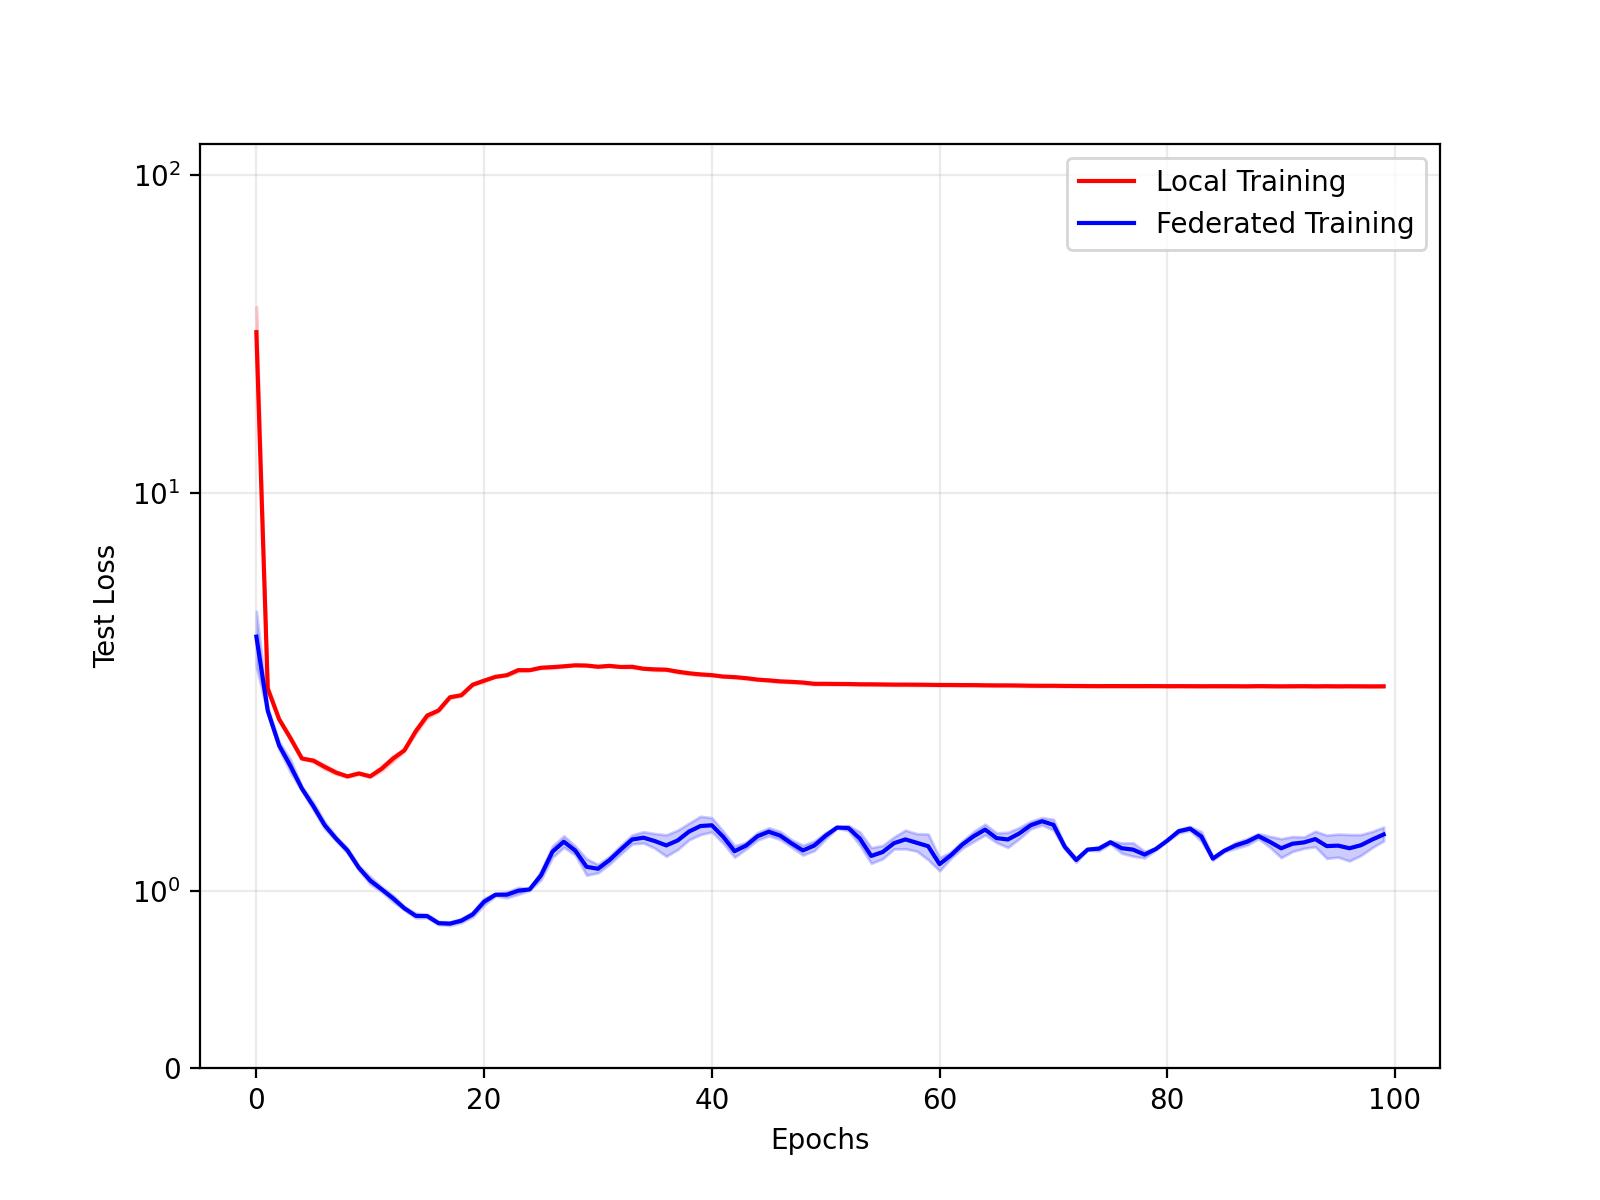 10²
10¹
10⁰
0
Test Loss
Local Training
Federated Training
0 20 40 60 80 100
Epochs